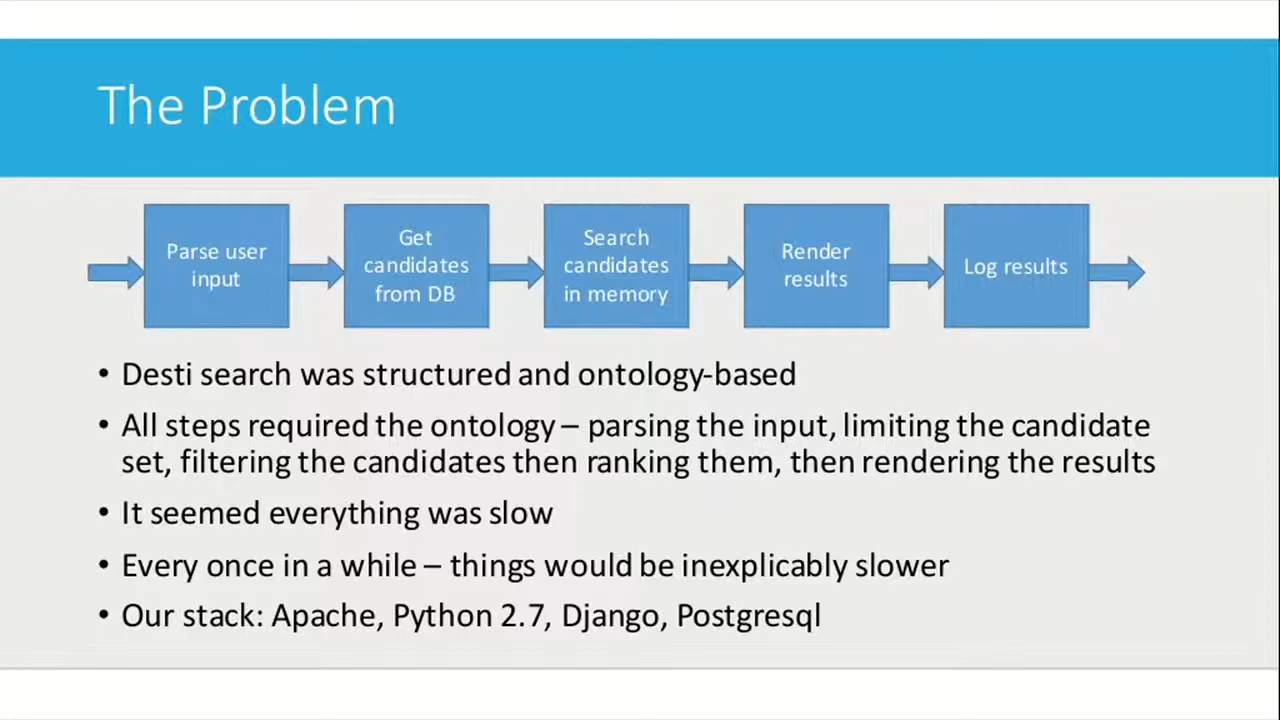 The Problem
Parse user
input
Get
candidates
from DB
Search
candidates
in memory
Render
results
Log results
• Desti search was structured and ontology-based
• All steps required the ontology – parsing the input, limiting the candidate
set, filtering the candidates then ranking them, then rendering the results
• It seemed everything was slow
• Every once in a while – things would be inexplicably slower
• Our stack: Apache, Python 2.7, Django, Postgresql